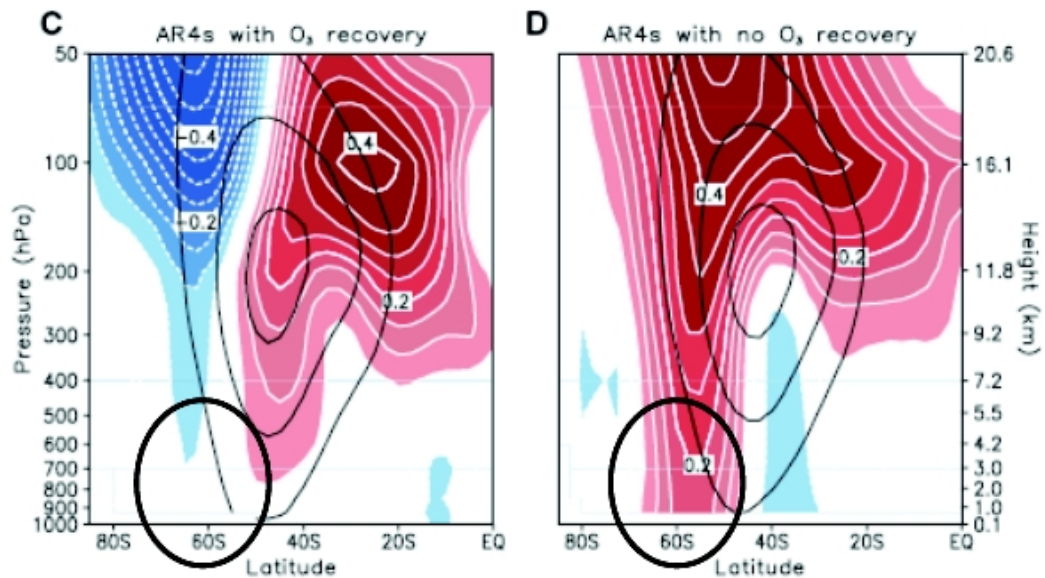 C
AR4s with O₃ recovery
50
100
200
300
400
500
600
700
800
900
1000
Pressure (hPa)
-0.4
-0.2
0.4
0.2
80S
60S
40S
20S
EQ
Latitude
D
AR4s with no O₃ recovery
0.4
0.2
0.2
20.6
16.1
11.8
9.2
7.2
5.5
4.2
3.0
2.0
1.0
0.1
Height (km)
80S
60S
40S
20S
EQ
Latitude